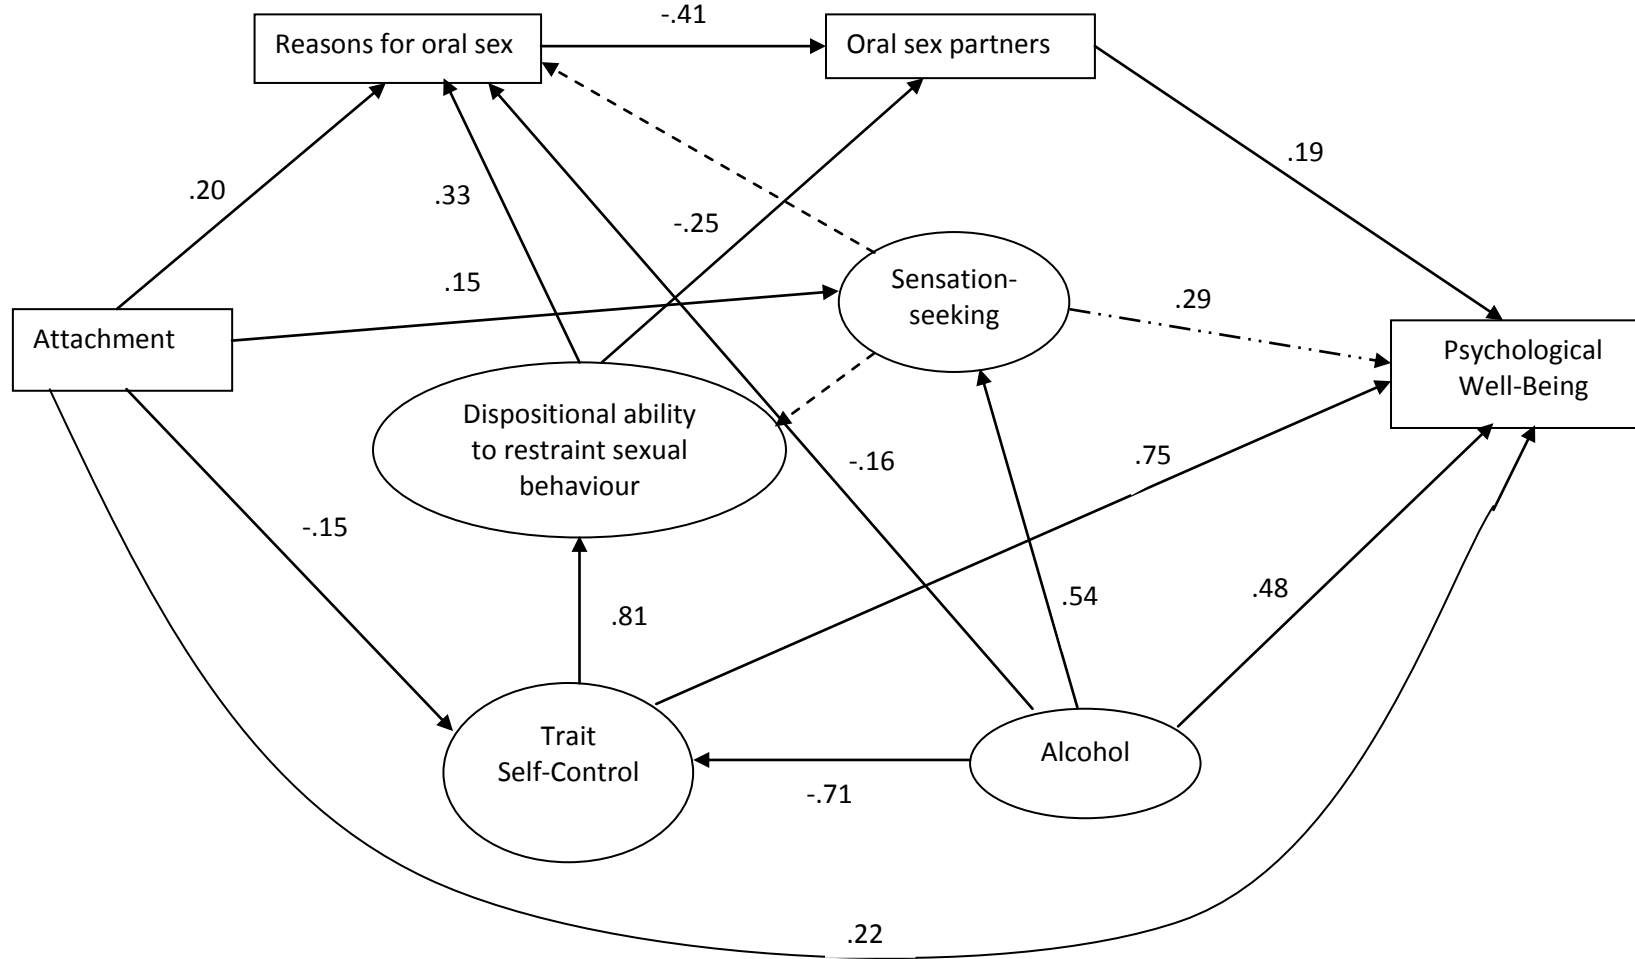 -.41
Reasons for oral sex
Oral sex partners
.19
.20
.33
-.25
.15
Sensation-
seeking
.29
Attachment
Psychological
Well-Being
Dispositional ability
to restraint sexual
behaviour
-.16
.75
-.15
.81
.54
.48
Trait
Self-Control
Alcohol
-.71
.22